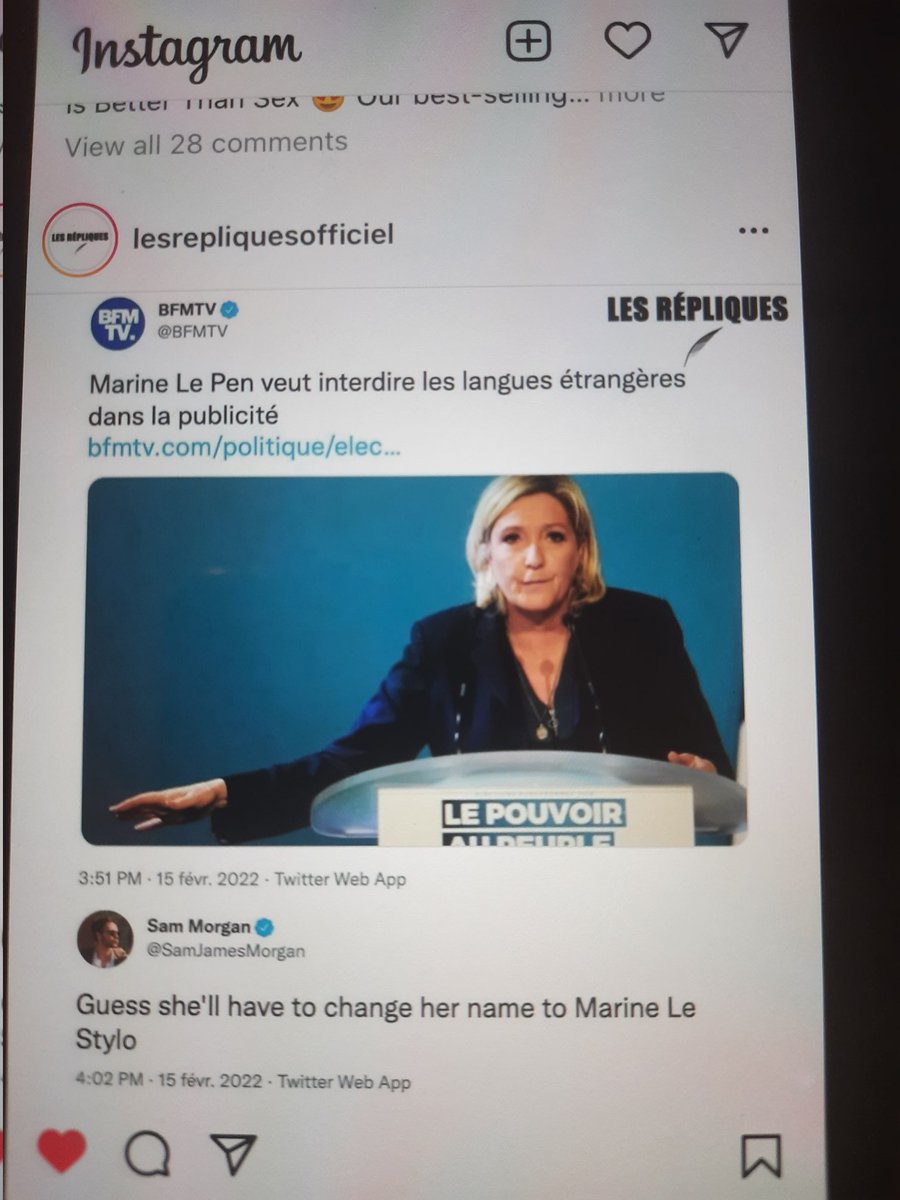 Instagram
is Better Than Sex 🤩 Our best-selling... more
View all 28 comments
LES RÉPLIQUES
lesrepliquesofficiel
BFM
TV.
BFMTV
@BFMTV
LES RÉPLIQUES
Marine Le Pen veut interdire les langues étrangères
dans la publicité
bfmtv.com/politique/elec...
LE POUVOIR
AU PEUPLE
3:51 PM · 15 févr. 2022 · Twitter Web App
Sam Morgan
@SamJamesMorgan
Guess she'll have to change her name to Marine Le
Stylo
4:02 PM · 15 févr. 2022 · Twitter Web App